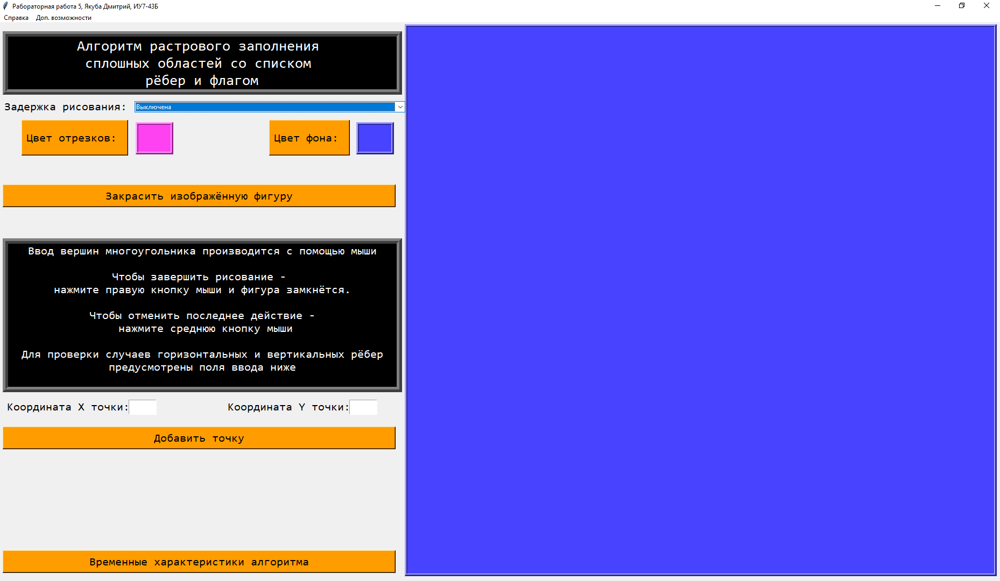 Рабораторная работа 5, Якуба Дмитрий, ИУ7-43Б
Справка Доп. возможности
Алгоритм растрового заполнения
сплошных областей со списком
рёбер и флагом
Задержка рисования: Выключена
Цвет отрезков: Цвет фона:
Закрасить изображённую фигуру
Ввод вершин многоугольника производится с помощью мыши
Чтобы завершить рисование -
нажмите правую кнопку мыши и фигура замкнётся.
Чтобы отменить последнее действие -
нажмите среднюю кнопку мыши
Для проверки случаев горизонтальных и вертикальных рёбер
предусмотрены поля ввода ниже
Координата X точки: Координата Y точки:
Добавить точку
Временные характеристики алгоритма